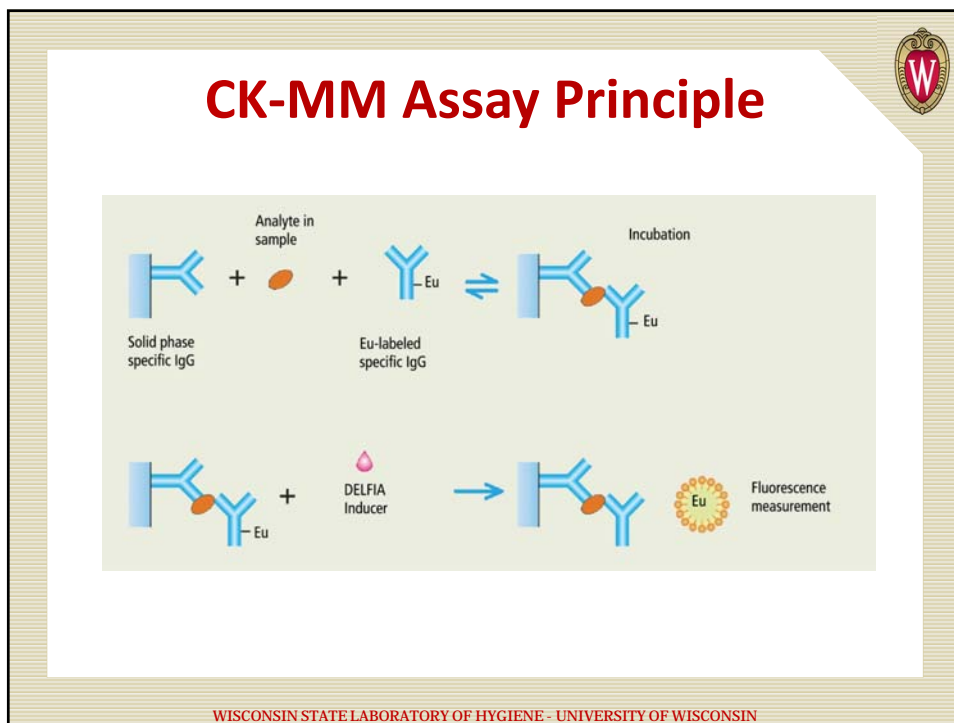 W
CK-MM Assay Principle
Analyte in
sample
Incubation
+
+
Eu
Eu
Solid phase
specific IgG
Eu-labeled
specific IgG
+
DELFIA
Inducer
Eu
Eu
Fluorescence
measurement
WISCONSIN STATE LABORATORY OF HYGIENE - UNIVERSITY OF WISCONSIN